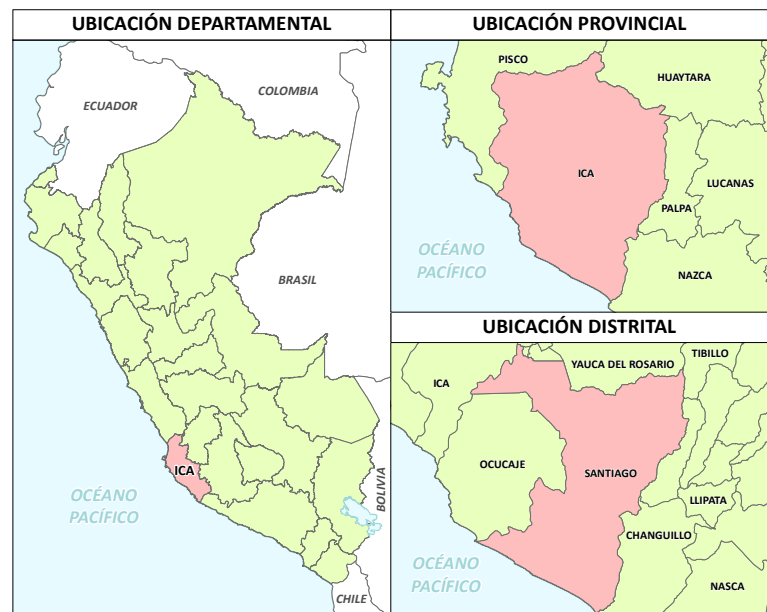 UBICACIÓN DEPARTAMENTAL
ECUADOR
COLOMBIA
BRASIL
ICA
OCÉANO
PACÍFICO
BOLIVIA
CHILE
UBICACIÓN PROVINCIAL
PISCO
HUAYTARA
ICA
LUCANAS
PALPA
OCÉANO
PACÍFICO
NAZCA
UBICACIÓN DISTRITAL
TIBILLO
YAUCA DEL ROSARIO
ICA
OCUCAJE
SANTIAGO
LLIPATA
CHANGUILLO
OCÉANO
PACÍFICO
NASCA